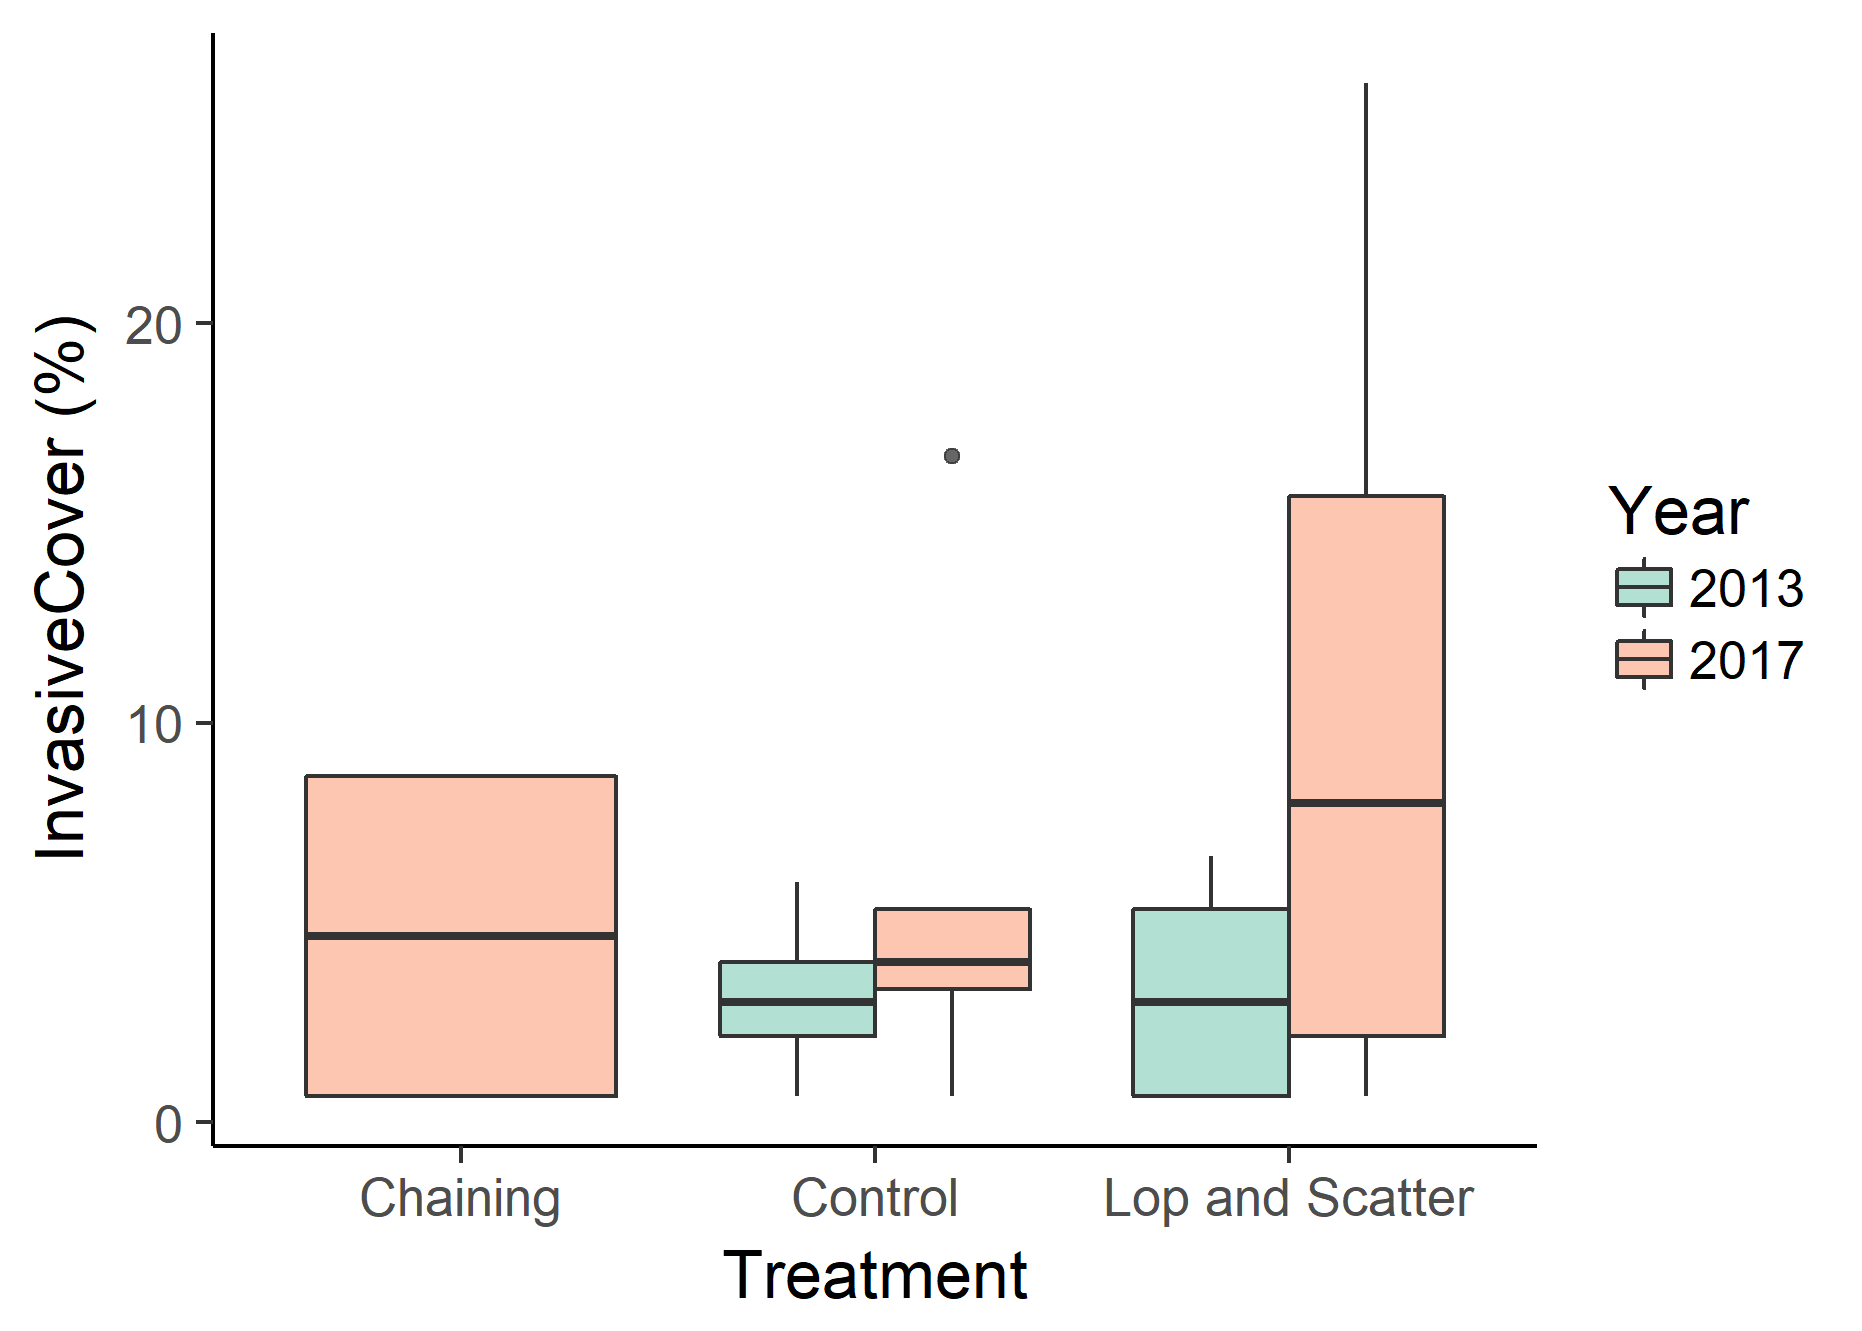 InvasiveCover (%)
20
10
0
Chaining
Control
Lop and Scatter
Treatment
Year
2013
2017